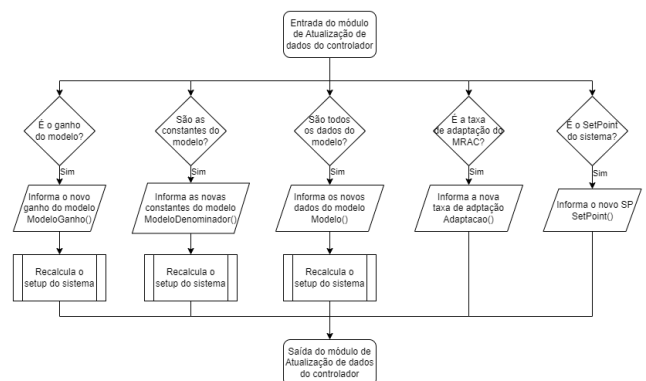 Entrada do módulo
de Atualização de
dados do controlador
É o ganho
do modelo?
São as
constantes do
modelo?
São todos
os dados do
modelo?
É a taxa
de adaptação do
MRAC?
É o SetPoint
do sistema?
Sim
Sim
Sim
Sim
Sim
Informa o novo
ganho do modelo
ModeloGanho()
Informa as novas
constantes do modelo
ModeloDenominador()
Informa os novos
dados do modelo
Modelo()
Informa a nova
taxa de adptação
Adaptacao()
Informa o novo SP
SetPoint()
Recalcula o
setup do sistema
Recalcula o
setup do sistema
Recalcula o
setup do sistema
Saída do módulo de
Atualização de dados
do controlador